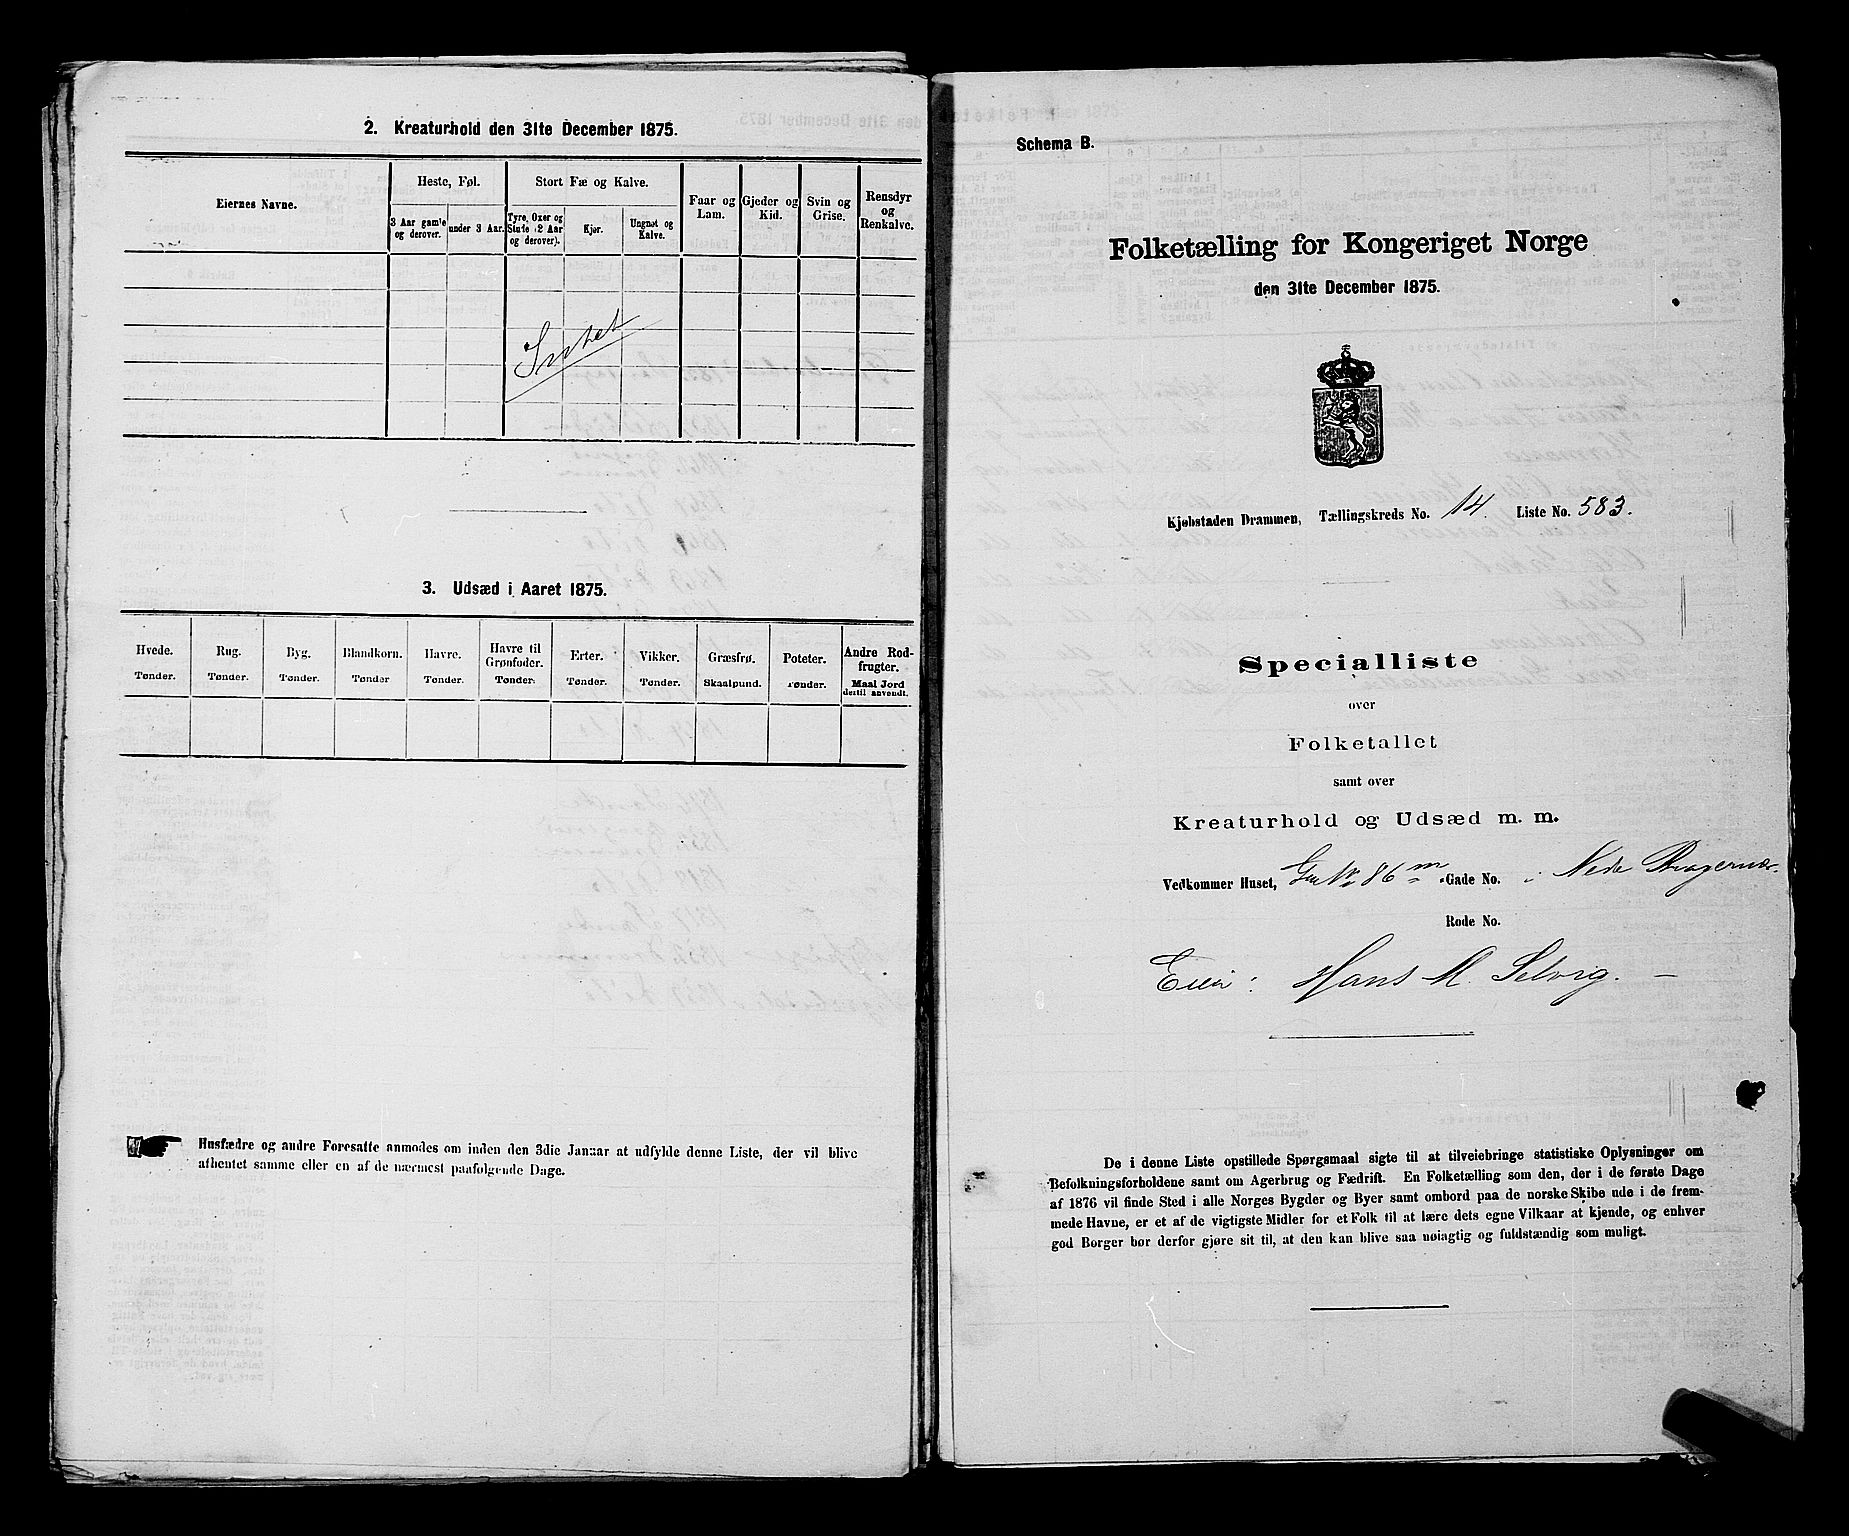 2. Kreaturhold den 31te December 1875.
Eiernes Navne.
Heste, Føl.
Stort Fæ og Kalve.
Faar og Lam.
Gjeder og Kid.
Svin og Grise.
Rensdyr og Renkalve.
3 Aar gamle og derover.
under 3 Aar.
Tyre, Oxer og Stude (2 Aar og derover).
Kjør.
Ungnøt og Kalve.
Intet
3. Udsæd i Aaret 1875.
Hvede. Tønder.
Rug. Tønder.
Byg. Tønder.
Blandkorn. Tønder
Havre. Tønder.
Havre til Grønfoder. Tønder.
Erter. Tønder.
Vikker. Tønder.
Græsfrø. Skaalpund.
Poteter. Tønder.
Andre Rodfrugter. Maal Jord dertil anvendt.
Husfædre og andre Foresatte anmodes om inden den 3die Januar at udfylde denne Liste, der vil blive
afhentet samme eller en af de nærmest paafølgende Dage.
Schema B.
Folketælling for Kongeriget Norge
den 31te December 1875.
Kjøbstaden Drammen, Tællingskreds No. 14. Liste No. 583.
Specialliste
over
Folketallet
samt over
Kreaturhold og Udsæd m. m.
Vedkommer Huset, 86 m Gade No. i Nedre Bragernæs.
Rode No.
Eier: Hans M. Selvig.
De i denne Liste opstillede Spørgsmaal sigte til at tilveiebringe statistiske Oplysninger om
Befolkningsforholdene samt om Agerbrug og Fædrift. En Folketælling som den, der i de første Dage
af 1876 vil finde Sted i alle Norges Bygder og Byer samt ombord paa de norske Skibe ude i de frem-
mede Havne, er et af de vigtigste Midler for et Folk til at lære dets egne Vilkaar at kjende, og enhver
god Borger bør derfor gjøre sit til, at den kan blive saa nøiagtig og fuldstændig som muligt.